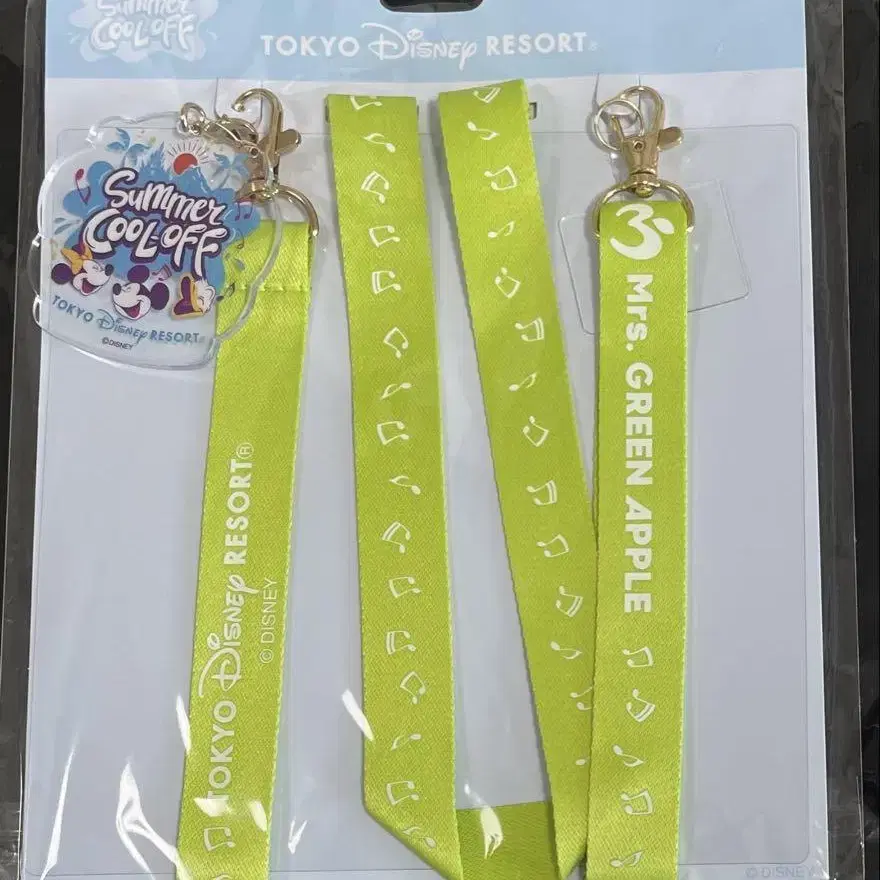 Summer
COOL-OFF
TOKYO Disney RESORT®
Summer
COOL-OFF
TOKYO Disney RESORT®
©DISNEY
TOKYO Disney RESORT®
© DISNEY
Mrs. GREEN APPLE
© DISNEY